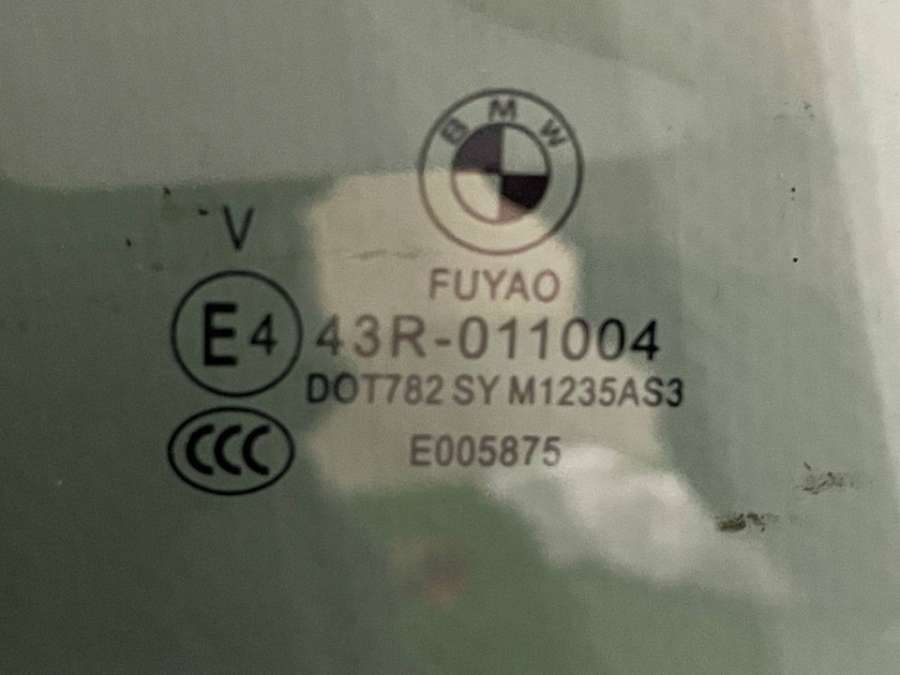 BMW
FUYAO
V
E4 43R-011004
DOT782 SY M1235AS3
CCC E005875